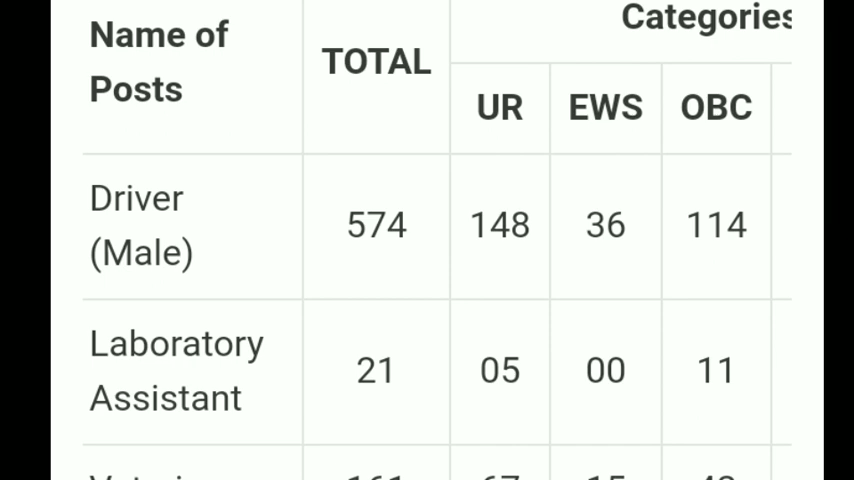 Categories
Name of
Posts
TOTAL
UR EWS OBC
Driver
(Male)
574 148 36 114
Laboratory
Assistant
21 05 00 11